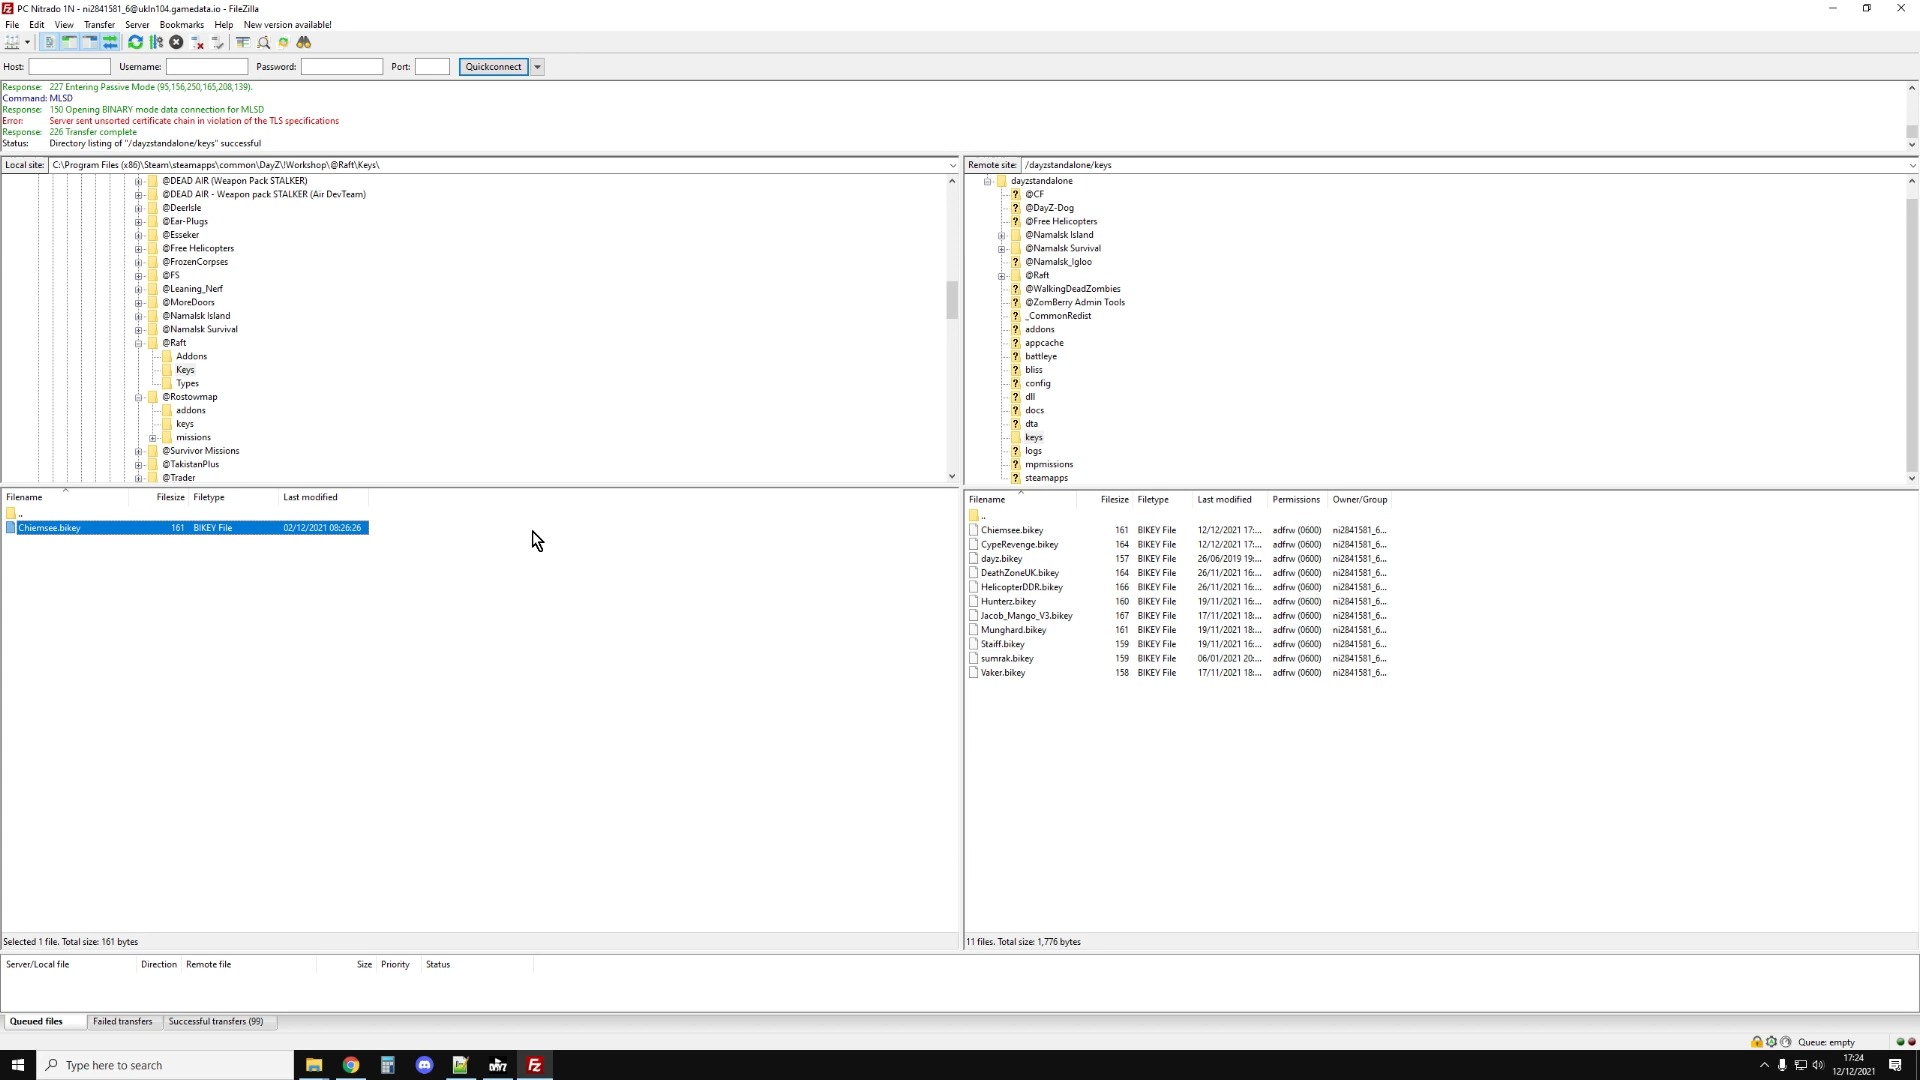 PC Nitrado 1N - ni2841581_6@ukln104.gamedata.io - FileZilla
File Edit View Transfer Server Bookmarks Help New version available!
Host: Username: Password: Port: Quickconnect
Response: 227 Entering Passive Mode (95,156,250,165,208,139).
Command: MLSD
Response: 150 Opening BINARY mode data connection for MLSD
Error: Server sent unsorted certificate chain in violation of the TLS specifications
Response: 226 Transfer complete
Status: Directory listing of "/dayzstandalone/keys" successful
Local site: C:\Program Files (x86)\Steam\steamapps\common\DayZ\!Workshop\@Raft\Keys\
@DEAD AIR (Weapon Pack STALKER)
@DEAD AIR - Weapon pack STALKER (Air DevTeam)
@DeerIsle
@Ear-Plugs
@Esseker
@Free Helicopters
@FrozenCorpses
@FS
@Leaning_Nerf
@MoreDoors
@Namalsk Island
@Namalsk Survival
@Raft
Addons
Keys
Types
@Rostowmap
addons
keys
missions
@Survivor Missions
@TakistanPlus
@Trader
Filename Filesize Filetype Last modified
..
Chiemsee.bikey 161 BIKEY File 02/12/2021 08:26:26
Selected 1 file. Total size: 161 bytes
Remote site: /dayzstandalone/keys
dayzstandalone
@CF
@DayZ-Dog
@Free Helicopters
@Namalsk Island
@Namalsk Survival
@Namalsk_Igloo
@Raft
@WalkingDeadZombies
@ZomBerry Admin Tools
_CommonRedist
addons
appcache
battleye
bliss
config
dll
docs
dta
keys
logs
mpmissions
steamapps
Filename Filesize Filetype Last modified Permissions Owner/Group
..
Chiemsee.bikey 161 BIKEY File 12/12/2021 17:... adfrw (0600) ni2841581_6...
CypeRevenge.bikey 164 BIKEY File 12/12/2021 17:... adfrw (0600) ni2841581_6...
dayz.bikey 157 BIKEY File 26/06/2019 19:... adfrw (0600) ni2841581_6...
DeathZoneUK.bikey 164 BIKEY File 26/11/2021 16:... adfrw (0600) ni2841581_6...
HelicopterDDR.bikey 166 BIKEY File 26/11/2021 16:... adfrw (0600) ni2841581_6...
Hunterz.bikey 160 BIKEY File 19/11/2021 16:... adfrw (0600) ni2841581_6...
Jacob_Mango_V3.bikey 167 BIKEY File 17/11/2021 18:... adfrw (0600) ni2841581_6...
Munghard.bikey 161 BIKEY File 19/11/2021 18:... adfrw (0600) ni2841581_6...
Staiff.bikey 159 BIKEY File 19/11/2021 16:... adfrw (0600) ni2841581_6...
sumrak.bikey 159 BIKEY File 06/01/2021 20:... adfrw (0600) ni2841581_6...
Vaker.bikey 158 BIKEY File 17/11/2021 18:... adfrw (0600) ni2841581_6...
11 files. Total size: 1,776 bytes
Server/Local file Direction Remote file Size Priority Status
Queued files Failed transfers Successful transfers (99)
Queue: empty
Type here to search
DAYZ
17:24
12/12/2021